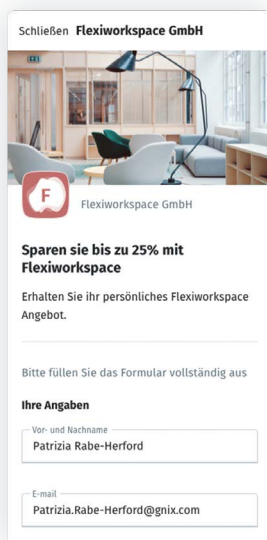 Schließen Flexiworkspace GmbH
F
Flexiworkspace GmbH
Sparen sie bis zu 25% mit
Flexiworkspace
Erhalten Sie ihr persönliches Flexiworkspace
Angebot.
Bitte füllen Sie das Formular vollständig aus
Ihre Angaben
Vor- und Nachname
Patrizia Rabe-Herford
E-mail
Patrizia.Rabe-Herford@gnix.com